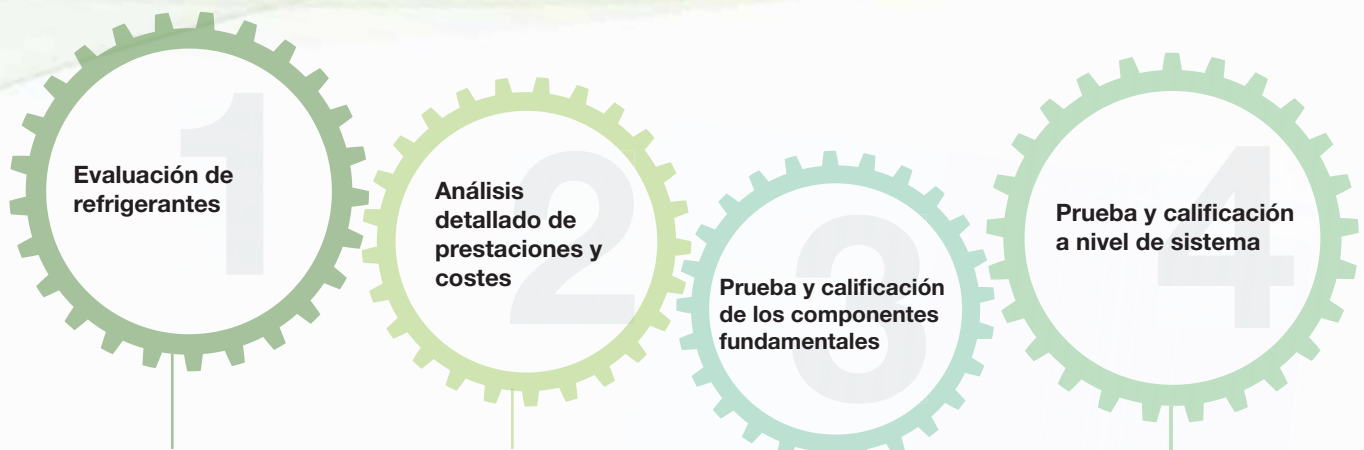 1
Evaluación de
refrigerantes
2
Análisis
detallado de
prestaciones y
costes
3
Prueba y calificación
de los componentes
fundamentales
4
Prueba y calificación
a nivel de sistema